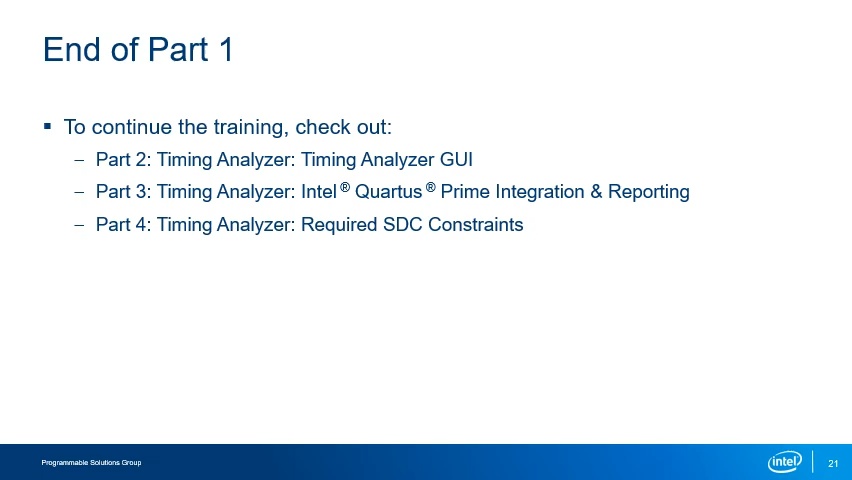 End of Part 1
▪ To continue the training, check out:
– Part 2: Timing Analyzer: Timing Analyzer GUI
– Part 3: Timing Analyzer: Intel® Quartus® Prime Integration & Reporting
– Part 4: Timing Analyzer: Required SDC Constraints
Programmable Solutions Group
intel
21